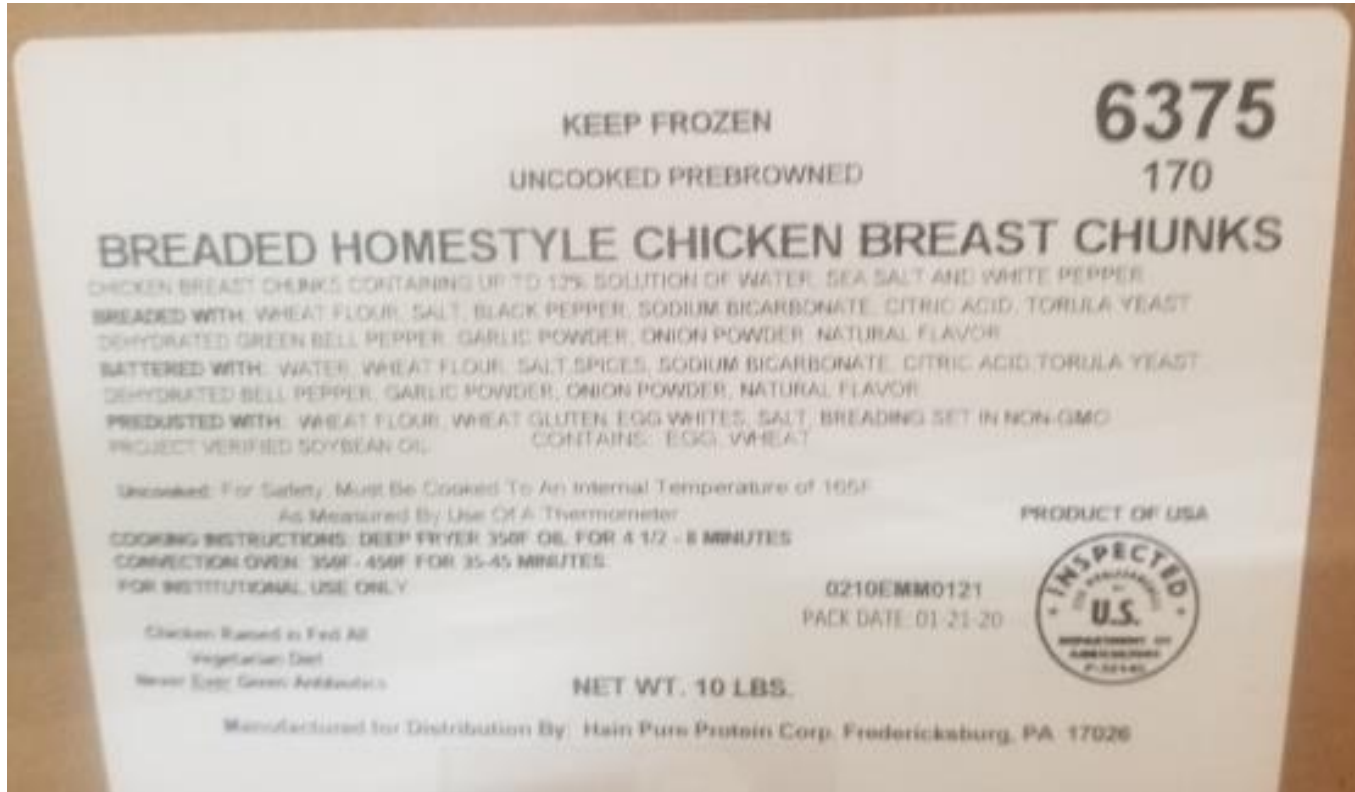 6375
KEEP FROZEN
170
UNCOOKED PREBROWNED
BREADED HOMESTYLE CHICKEN BREAST CHUNKS
CHICKEN BREAST CHUNKS CONTAINING UP TO SOLUTION OF WATER, SEA SALT AND WHITE PEPPER
BREADED WITH: WHEAT FLOUR, SALT, BLACK PEPPER, SODIUM BICARBONATE, CITRIC ACID, TORULA YEAST
DEHYDRATED GREEN BELL PEPPER, GARLIC POWDER, ONION POWDER, NATURAL FLAVOR
BATTERED WITH: WATER, WHEAT FLOUR, SALT, SPICES, SODIUM BICARBONATE, CITRIC ACID, TORULA YEAST,
DEHYDRATED BELL PEPPER, GARLIC POWDER, ONION POWDER, NATURAL FLAVOR
PREDUSTED WITH: WHEAT FLOUR, WHEAT GLUTEN, EGG WHITES, SALT, BREADING SET IN NON-GMO
PROJECT VERIFIED SOYBEAN OIL CONTAINS: EGG, WHEAT
Uncooked: For Safety, Must Be Cooked To An Internal Temperature of 165F
As Measured By Use Of A Thermometer
PRODUCT OF USA
COOKING INSTRUCTIONS: DEEP FRYER 350F OIL FOR 4 1/2 - 8 MINUTES
CONVECTION OVEN: 350F - 450F FOR 35-45 MINUTES
FOR INSTITUTIONAL USE ONLY
0210EMM0121
PACK DATE: 01-21-20
INSPECTED
U.S.
DEPARTMENT OF
AGRICULTURE
Chicken Raised in Fed All
Vegetarian Diet
Never Ever Given Antibiotics
NET WT. 10 LBS.
Manufactured for Distribution By: Hain Pure Protein Corp. Fredericksburg, PA 17026